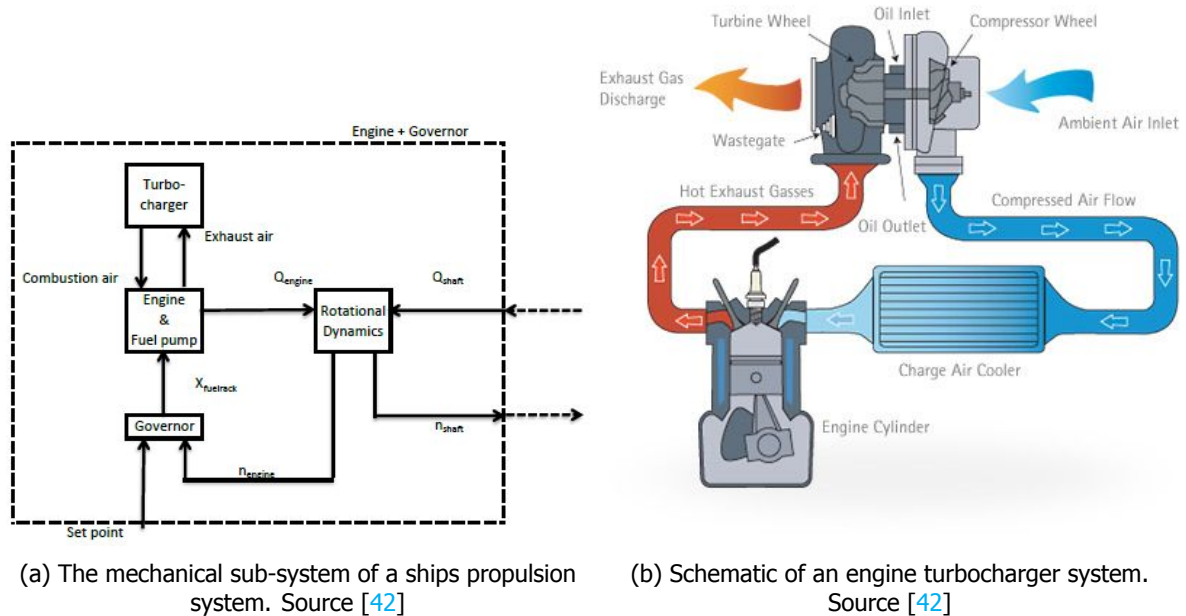 Engine + Governor
Turbo-
charger
Exhaust air
Combustion air
Engine
&
Fuel pump
Qengine
Qshaft
Rotational
Dynamics
Xfuelrack
Governor
nshaft
nengine
Set point
Turbine Wheel
Oil Inlet
Compressor Wheel
Exhaust Gas
Discharge
Wastegate
Ambient Air Inlet
Hot Exhaust Gasses
Oil Outlet
Compressed Air Flow
Charge Air Cooler
Engine Cylinder
(a) The mechanical sub-system of a ships propulsion
system. Source [42]
(b) Schematic of an engine turbocharger system.
Source [42]